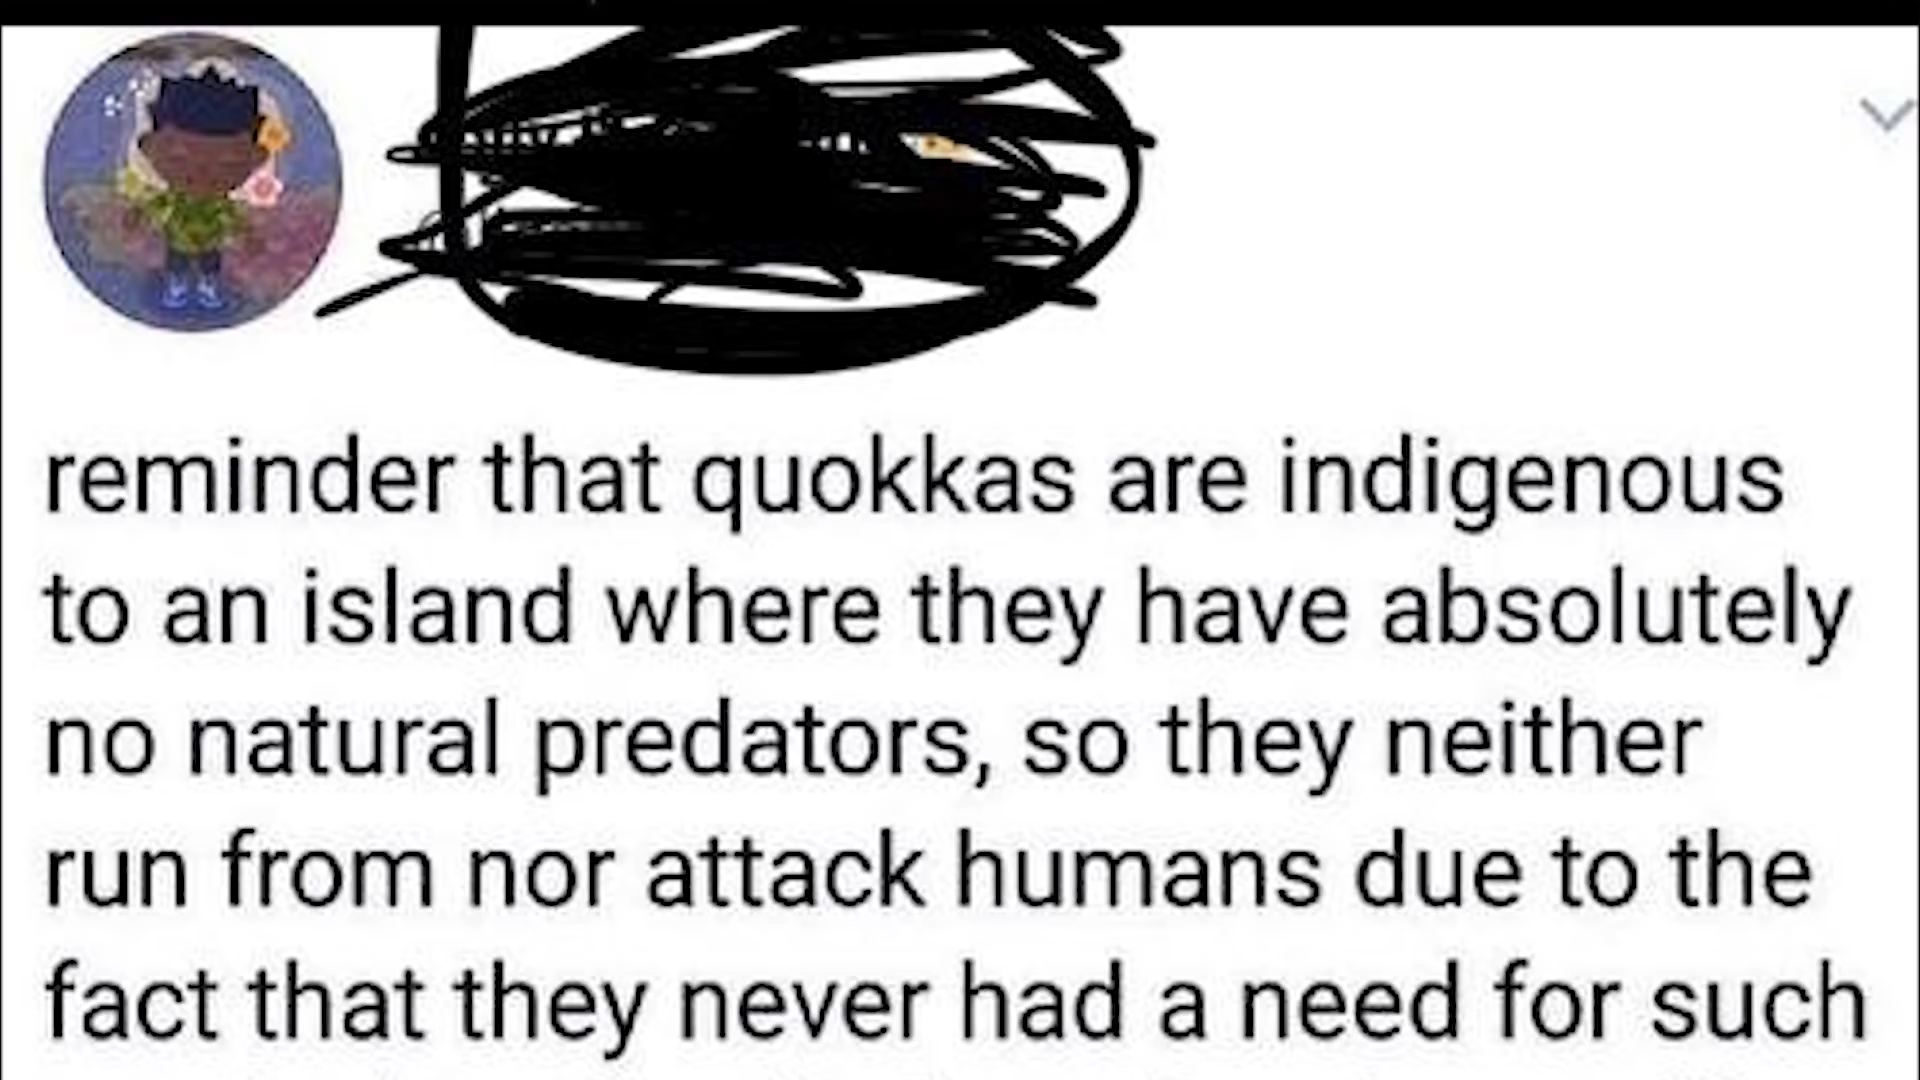 reminder that quokkas are indigenous
to an island where they have absolutely
no natural predators, so they neither
run from nor attack humans due to the
fact that they never had a need for such